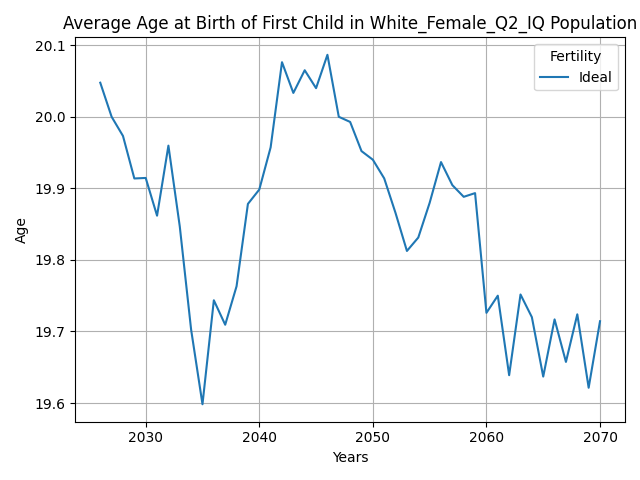 Average Age at Birth of First Child in White_Female_Q2_IQ Population
Fertility
Ideal
20.1
20.0
19.9
19.8
19.7
19.6
Age
2030 2040 2050 2060 2070
Years